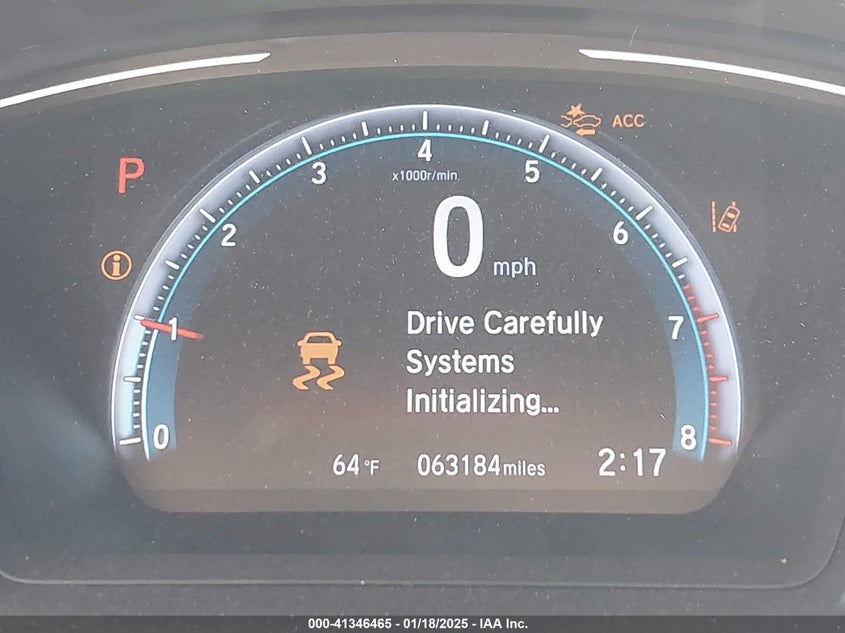 ACC
P
4
3
5
x1000r/min.
2
0
6
mph
i
1
Drive Carefully
7
Systems
Initializing...
0
8
64°F
063184 miles
2:17
000-41346465 - 01/18/2025 - IAA Inc.